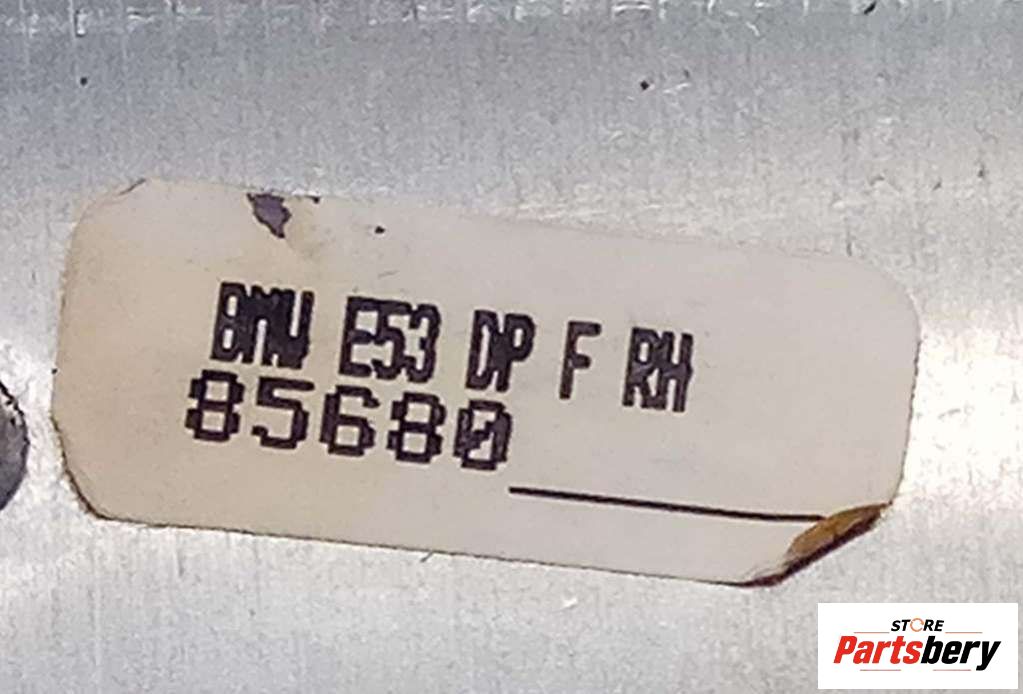 BMW E53 DP F RH
85680
STORE
Partsbery